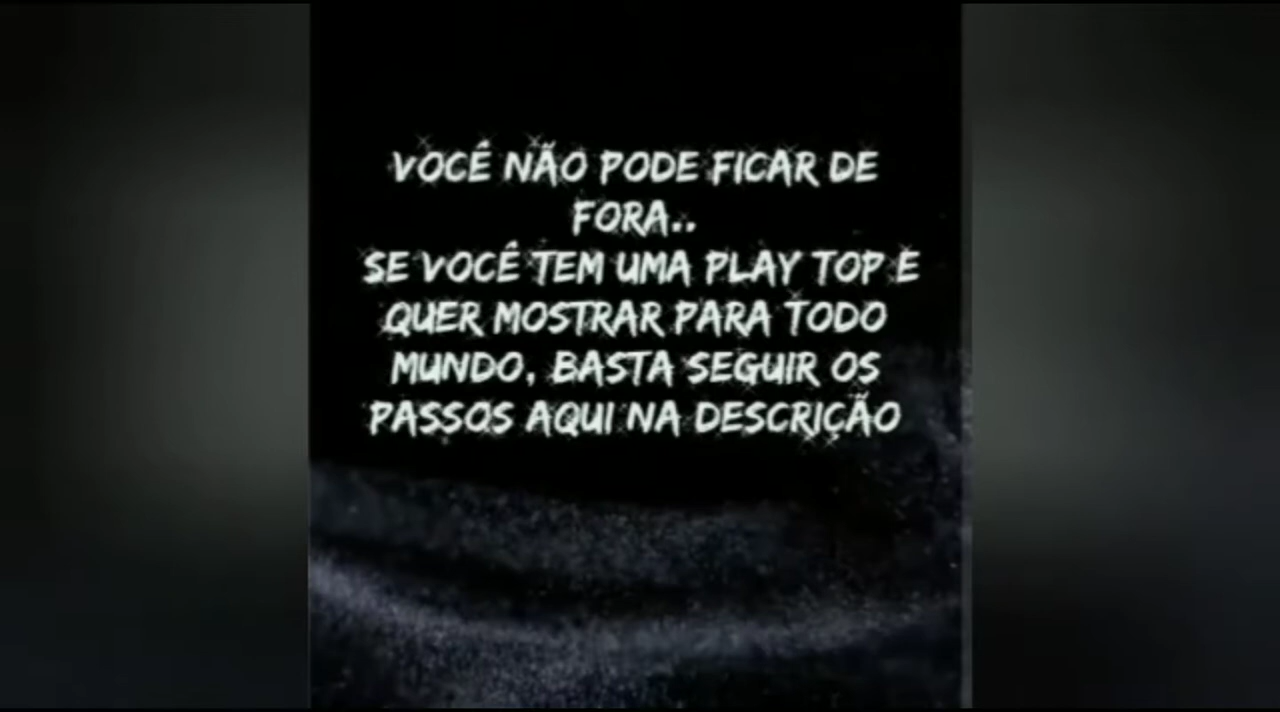 VOCÊ NÃO PODE FICAR DE
FORA..
SE VOCÊ TEM UMA PLAY TOP E
QUER MOSTRAR PARA TODO
MUNDO, BASTA SEGUIR OS
PASSOS AQUI NA DESCRIÇÃO